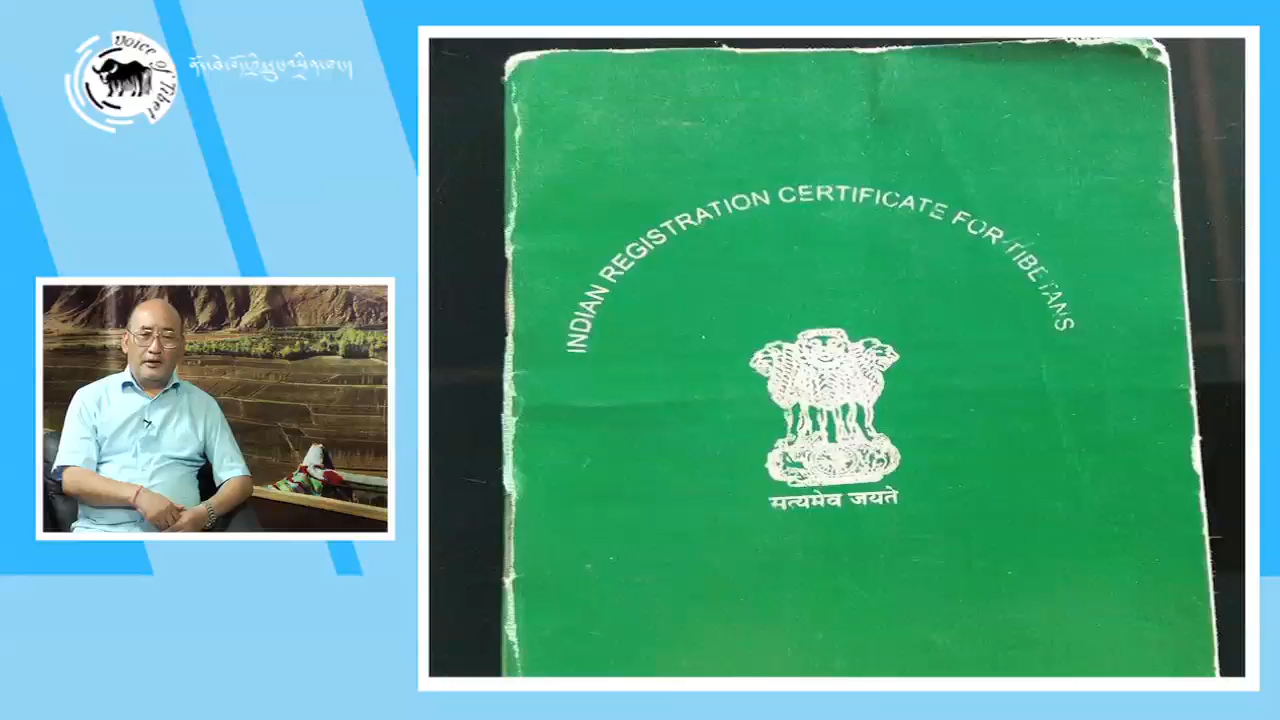 Voice of Tibet
INDIAN REGISTRATION CERTIFICATE FOR TIBETANS
सत्यमेव जयते